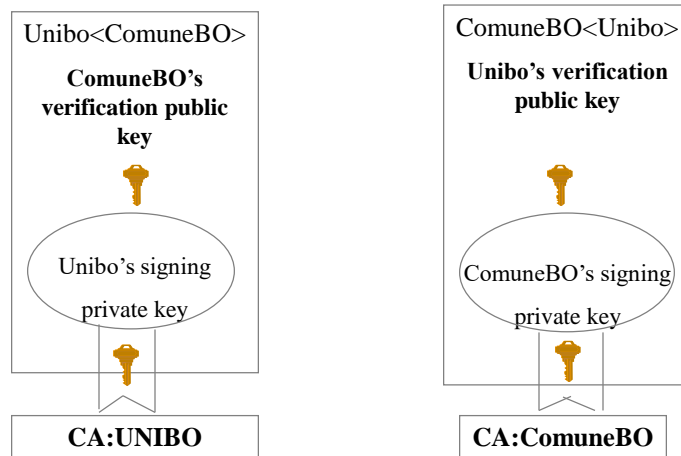 Unibo<ComuneBO>
ComuneBO’s
verification public
key
Unibo’s signing
private key
CA:UNIBO
ComuneBO<Unibo>
Unibo’s verification
public key
ComuneBO’s signing
private key
CA:ComuneBO